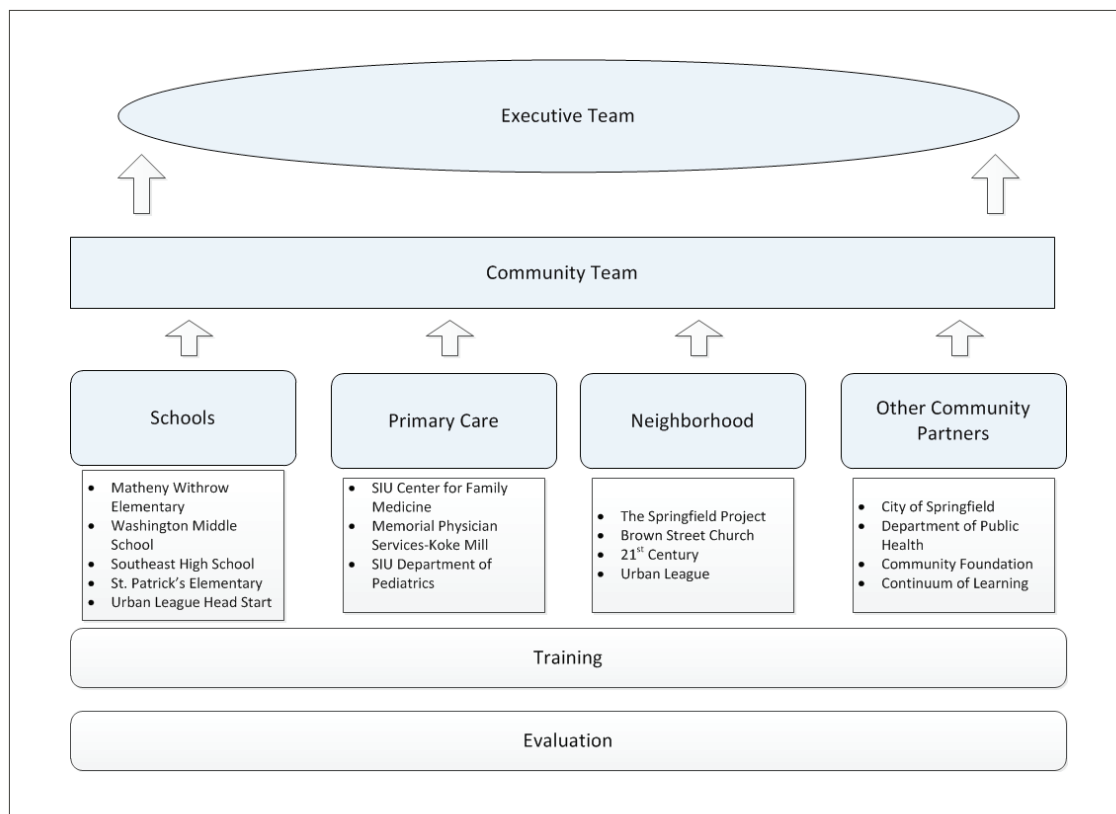 Executive Team
Community Team
Schools
• Matheny Withrow
Elementary
• Washington Middle
School
• Southeast High School
• St. Patrick's Elementary
• Urban League Head Start
Primary Care
• SIU Center for Family
Medicine
• Memorial Physician
Services-Koke Mill
• SIU Department of
Pediatrics
Neighborhood
• The Springfield Project
• Brown Street Church
• 21st Century
• Urban League
Other Community
Partners
• City of Springfield
• Department of Public
Health
• Community Foundation
• Continuum of Learning
Training
Evaluation